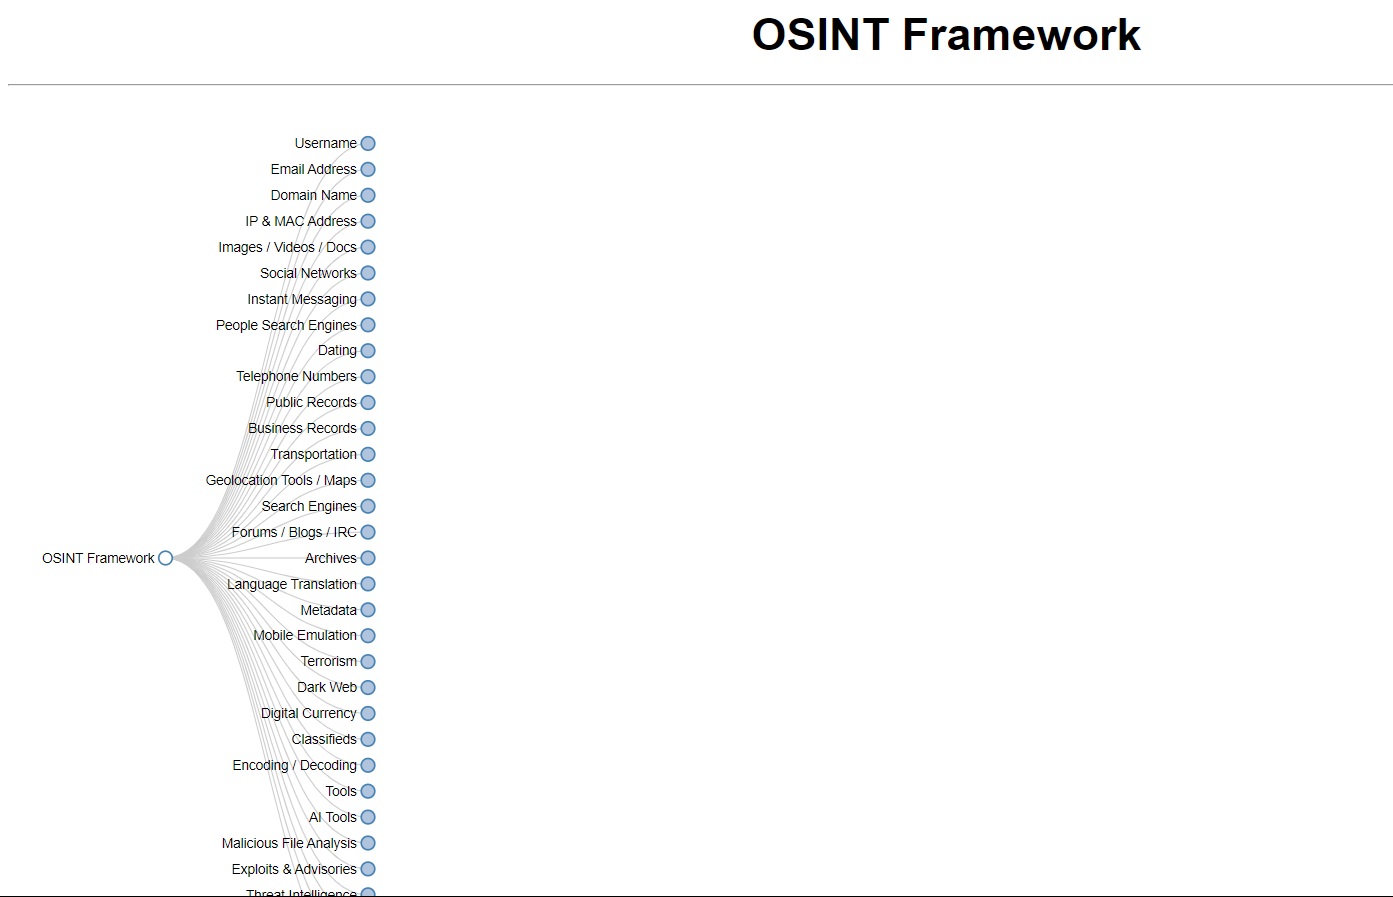 OSINT Framework
Username
Email Address
Domain Name
IP & MAC Address
Images / Videos / Docs
Social Networks
Instant Messaging
People Search Engines
Dating
Telephone Numbers
Public Records
Business Records
Transportation
Geolocation Tools / Maps
Search Engines
Forums / Blogs / IRC
OSINT Framework
Archives
Language Translation
Metadata
Mobile Emulation
Terrorism
Dark Web
Digital Currency
Classifieds
Encoding / Decoding
Tools
AI Tools
Malicious File Analysis
Exploits & Advisories
Threat Intelligence